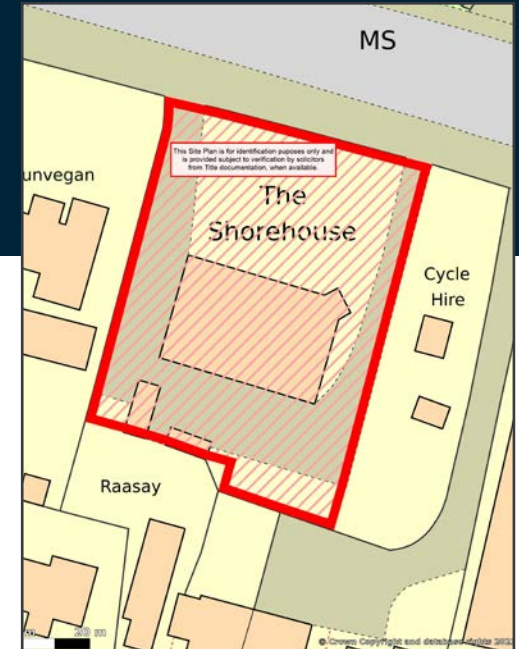 MS
This Site Plan is for identification puposes only and
is provided subject to verification by solicitors
from Title documentation, when available.
unvegan
The
Shorehouse
Cycle
Hire
Raasay
m 20 m
© Crown Copyright and database rights